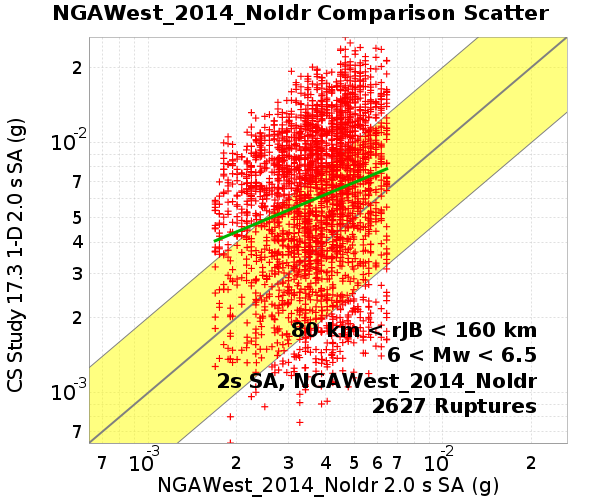 NGAWest_2014_NoIdr Comparison Scatter
CS Study 17.3 1-D 2.0 s SA (g)
2
10-2
7
5
4
3
2
10-3
7
80 km < rJB < 160 km
6 < Mw < 6.5
2s SA, NGAWest_2014_NoIdr
2627 Ruptures
7 10-3 2 3 4 5 6 7 10-2 2
NGAWest_2014_NoIdr 2.0 s SA (g)